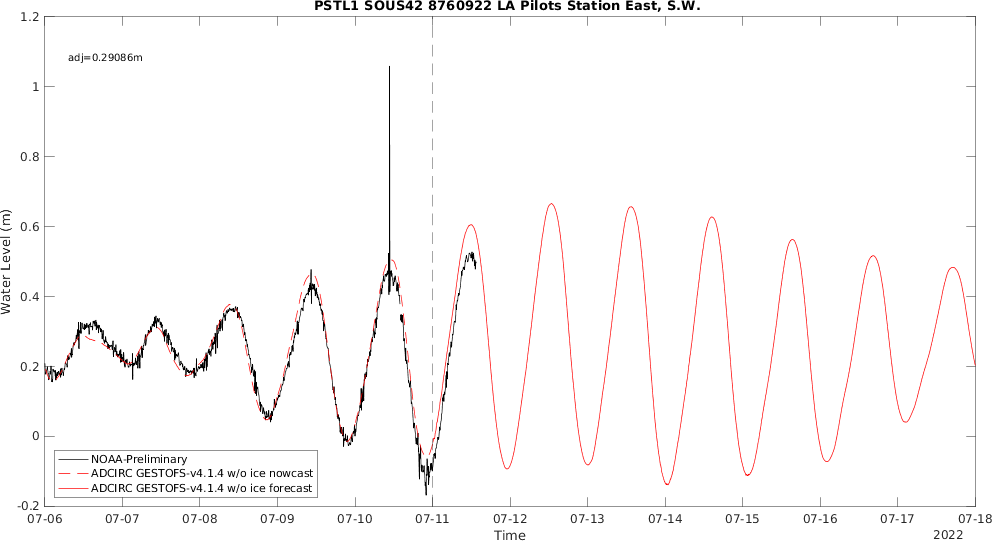 PSTL1 SOUS42 8760922 LA Pilots Station East, S.W.
1.2
adj=0.29086m
1
0.8
0.6
0.4
0.2
0
-0.2
Water Level (m)
NOAA-Preliminary
ADCIRC GESTOFS-v4.1.4 w/o ice nowcast
ADCIRC GESTOFS-v4.1.4 w/o ice forecast
07-06 07-07 07-08 07-09 07-10 07-11 07-12 07-13 07-14 07-15 07-16 07-17 07-18
Time
2022